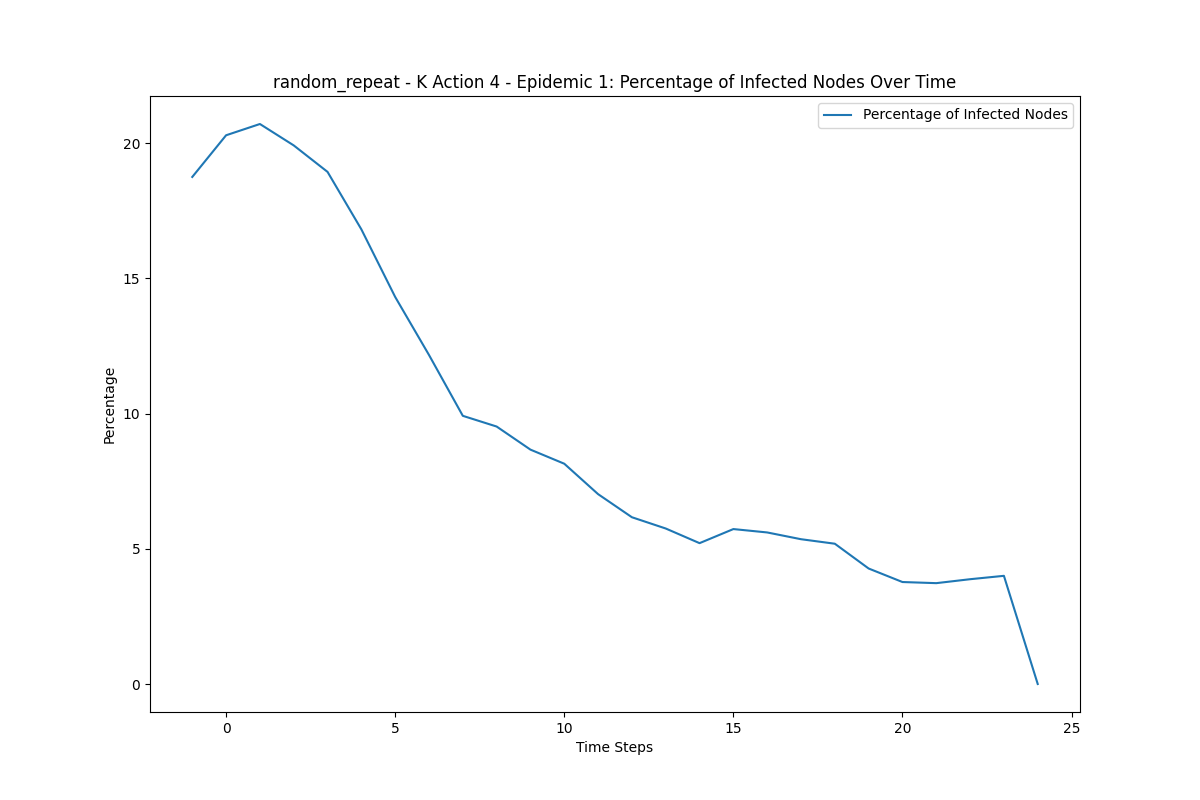 random_repeat - K Action 4 - Epidemic 1: Percentage of Infected Nodes Over Time
Percentage of Infected Nodes
Percentage
20
15
10
5
0
0 5 10 15 20 25
Time Steps